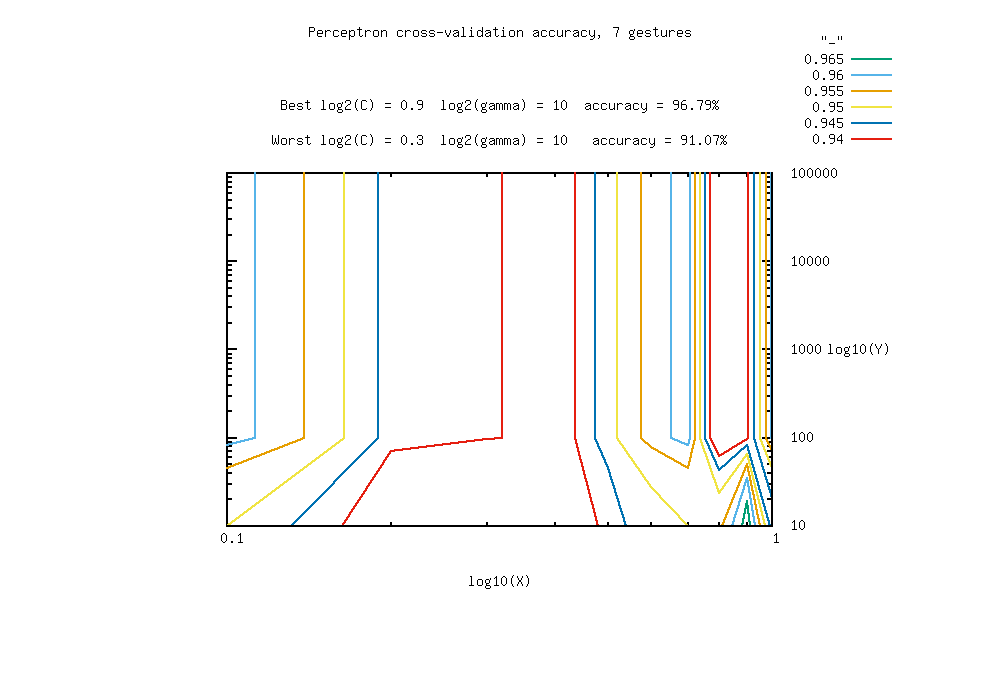 Perceptron cross-validation accuracy, 7 gestures
"_"
0.965
0.96
0.955
0.95
0.945
0.94
Best log2(C) = 0.9  log2(gamma) = 10  accuracy = 96.79%
Worst log2(C) = 0.3  log2(gamma) = 10   accuracy = 91.07%
100000
10000
1000 log10(Y)
100
10
0.1 1
log10(X)